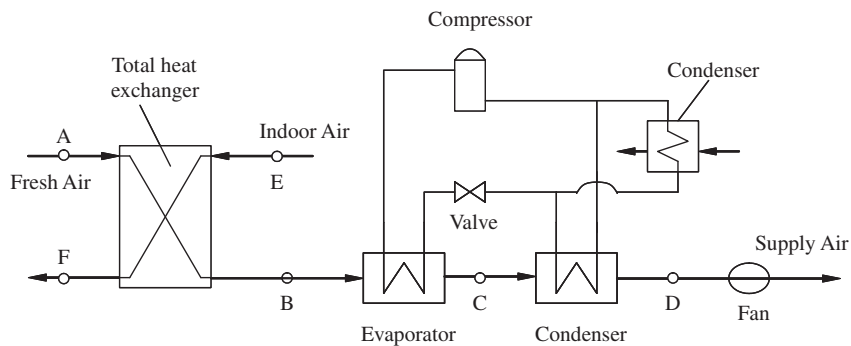 Compressor
Total heat
exchanger
Condenser
A
Indoor Air
Fresh Air
E
Valve
F
Supply Air
B
C
D
Fan
Evaporator
Condenser